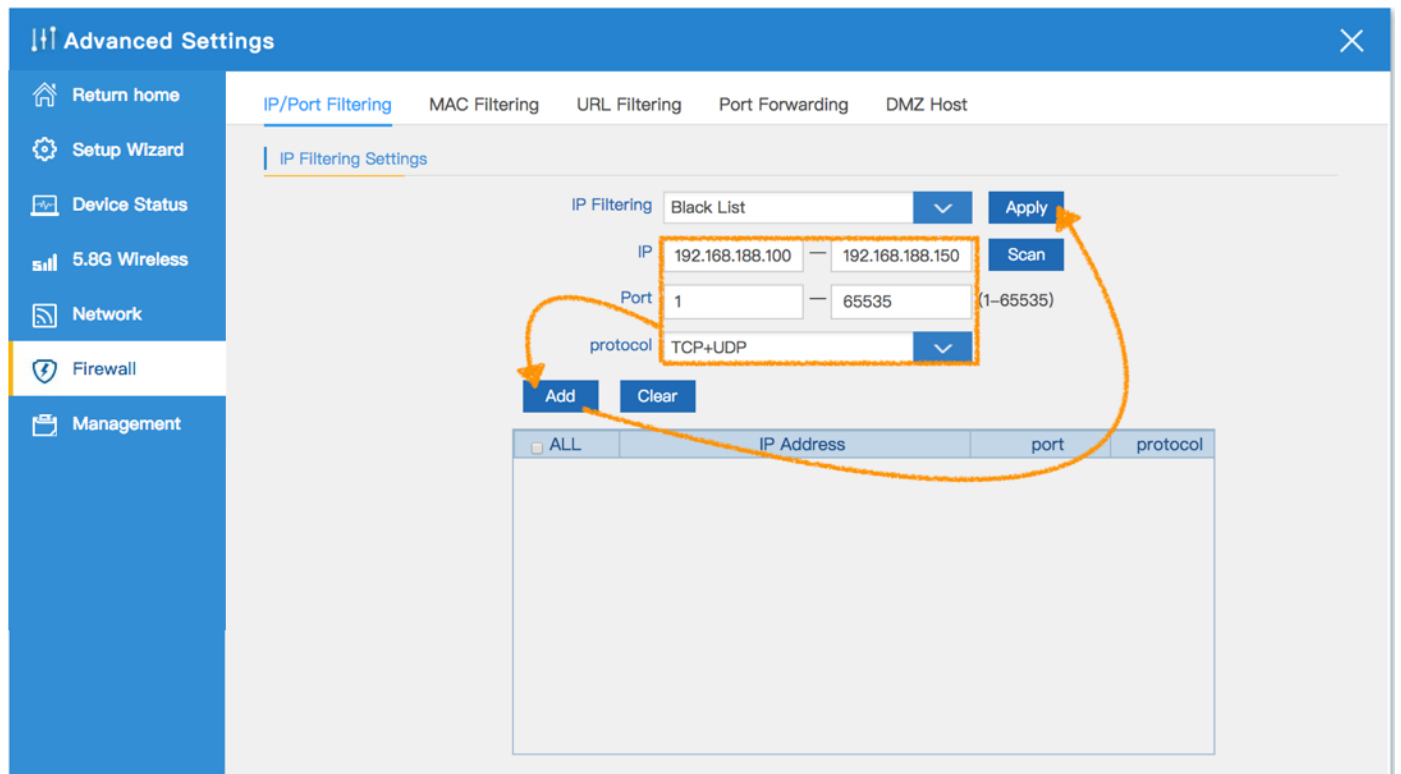 Advanced Settings
Return home
Setup Wizard
Device Status
5.8G Wireless
Network
Firewall
Management
IP/Port Filtering MAC Filtering URL Filtering Port Forwarding DMZ Host
IP Filtering Settings
IP Filtering Black List Apply
IP 192.168.188.100 — 192.168.188.150 Scan
Port 1 — 65535 (1–65535)
protocol TCP+UDP
Add Clear
ALL IP Address port protocol